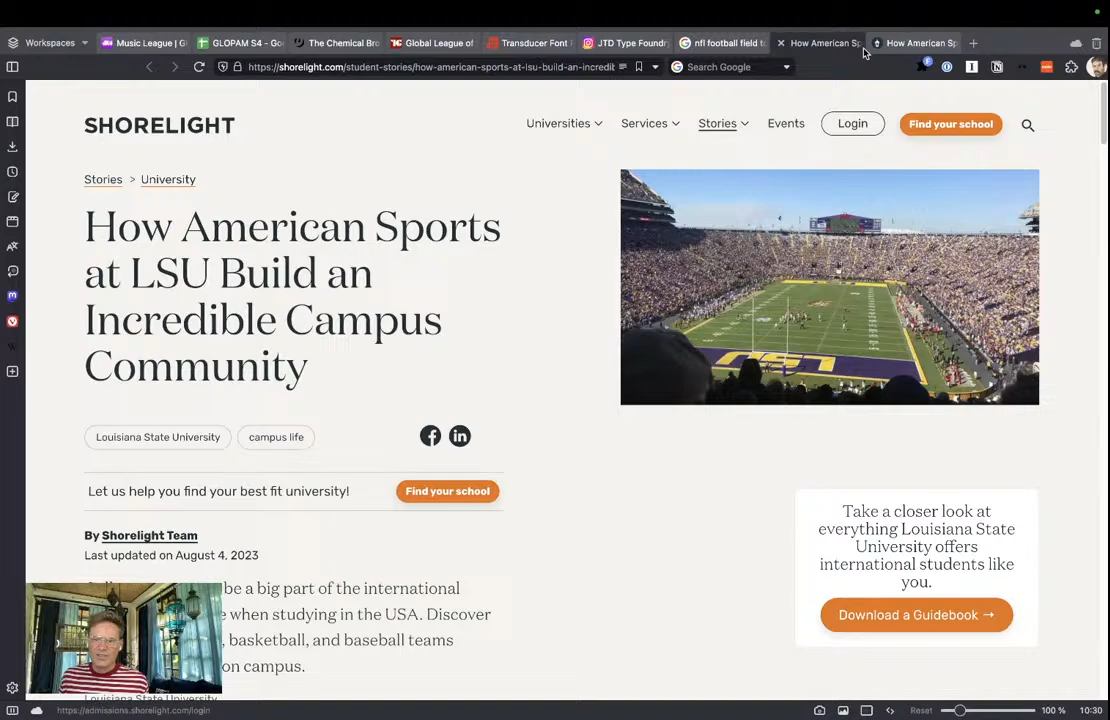 Workspaces
Music League | G
GLOPAM S4 - Go
The Chemical Bro
Global League of
Transducer Font
JTD Type Foundr
nfl football field to
How American Sp
How American Sp
https://shorelight.com/student-stories/how-american-sports-at-lsu-build-an-incredib
Search Google
SHORELIGHT
Universities
Services
Stories
Events
Login
Find your school
Stories > University
How American Sports
at LSU Build an
Incredible Campus
Community
Louisiana State University
campus life
Let us help you find your best fit university!
Find your school
By Shorelight Team
Last updated on August 4, 2023
be a big part of the international
when studying in the USA. Discover
, basketball, and baseball teams
on campus.
Louisiana State University
Take a closer look at
everything Louisiana State
University offers
international students like
you.
Download a Guidebook →
https://admissions.shorelight.com/login
Reset
100 %
10:30